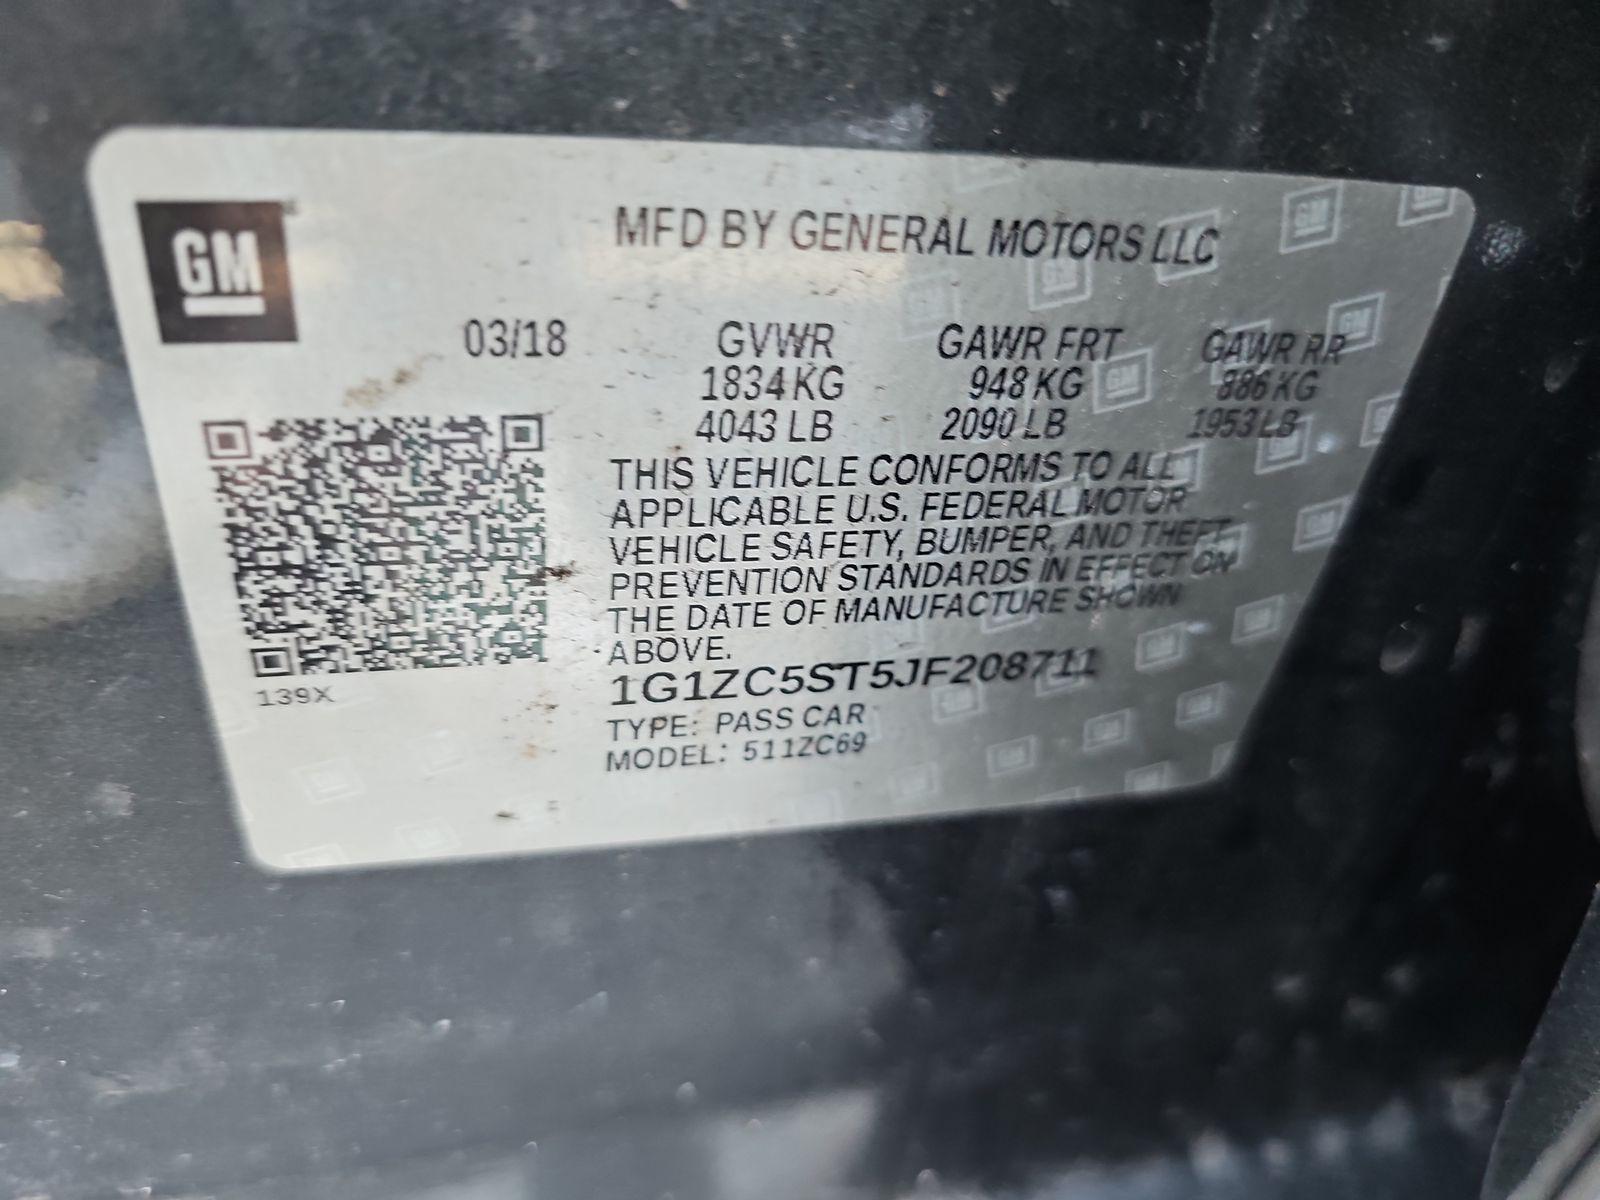 GM
MFD BY GENERAL MOTORS LLC
03/18 GVWR GAWR FRT GAWR RR
1834 KG 948 KG 886 KG
4043 LB 2090 LB 1953 LB
THIS VEHICLE CONFORMS TO ALL
APPLICABLE U.S. FEDERAL MOTOR
VEHICLE SAFETY, BUMPER, AND THEFT
PREVENTION STANDARDS IN EFFECT ON
THE DATE OF MANUFACTURE SHOWN
ABOVE.
1G1ZC5ST5JF208711
139X
TYPE: PASS CAR
MODEL: 511ZC69